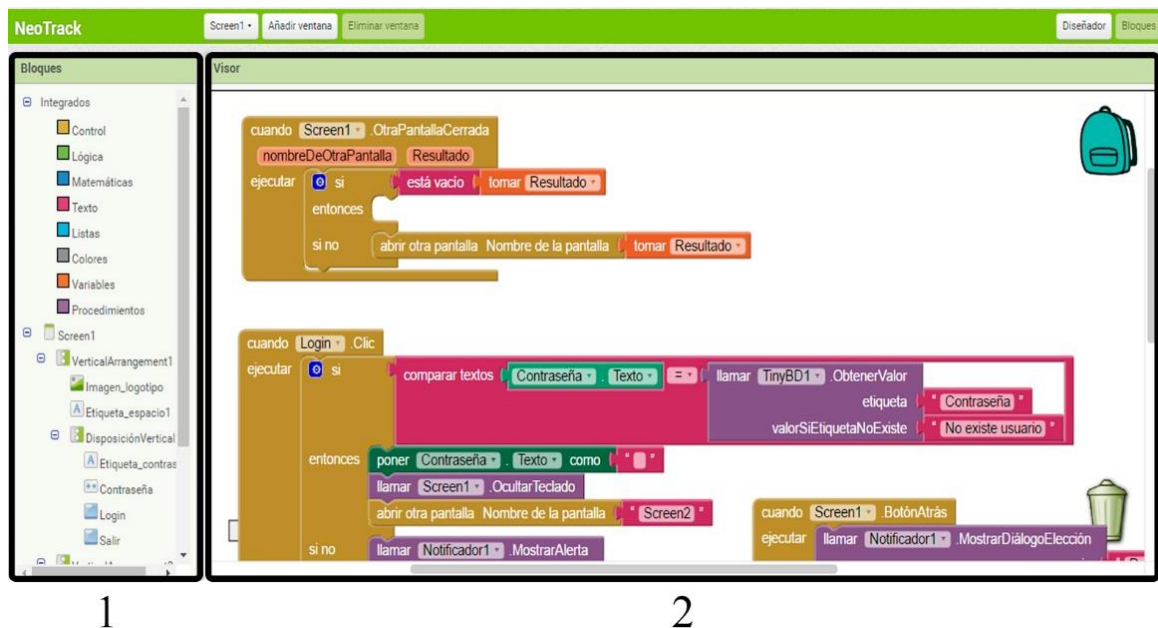 NeoTrack Screen1 Añadir ventana Eliminar ventana Diseñador Bloques
Bloques
Integrados
Control
Lógica
Matemáticas
Texto
Listas
Colores
Variables
Procedimientos
Screen1
VerticalArrangement1
Imagen_logotipo
Etiqueta_espacio1
DisposiciónVertical
Etiqueta_contras
Contraseña
Login
Salir
Visor
cuando Screen1 .OtraPantallaCerrada
nombreDeOtraPantalla Resultado
ejecutar si está vacío tomar Resultado
entonces
si no abrir otra pantalla Nombre de la pantalla tomar Resultado
cuando Login .Clic
ejecutar si comparar textos Contraseña . Texto = llamar TinyBD1 .ObtenerValor
etiqueta " Contraseña "
valorSiEtiquetaNoExiste " No existe usuario "
entonces poner Contraseña . Texto como " "
llamar Screen1 .OcultarTeclado
abrir otra pantalla Nombre de la pantalla " Screen2 "
si no llamar Notificador1 .MostrarAlerta
cuando Screen1 .BotónAtrás
ejecutar llamar Notificador1 .MostrarDiálogoElección
1
2